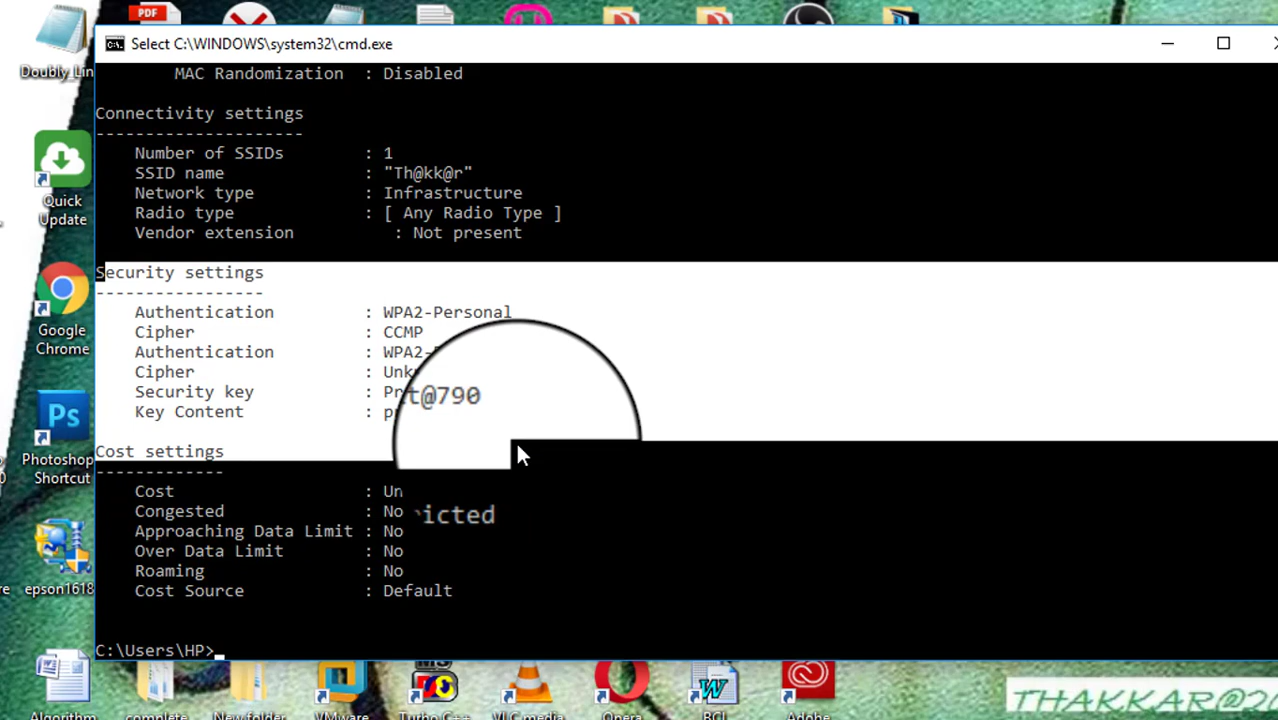 PDF
Select C:\WINDOWS\system32\cmd.exe
Doubly_Lin
MAC Randomization : Disabled
Connectivity settings
---------------------
Number of SSIDs : 1
SSID name : "Th@kk@r"
Network type : Infrastructure
Radio type : [ Any Radio Type ]
Vendor extension : Not present
Quick
Update
Security settings
-----------------
Authentication : WPA2-Personal
Cipher : CCMP
Authentication : WPA2-
Cipher : Unk
Security key : Pr
t@790
Key Content : p
Google
Chrome
Ps
Photoshop
Shortcut
Cost settings
-------------
Cost : Un
Congested : No
icted
Approaching Data Limit : No
Over Data Limit : No
Roaming : No
Cost Source : Default
epson1618
C:\Users\HP>
THAKKAR@20
Algorithm
complete
New folder
VMware
Turbo C++
VLC media
Opera
BCL
Adobe